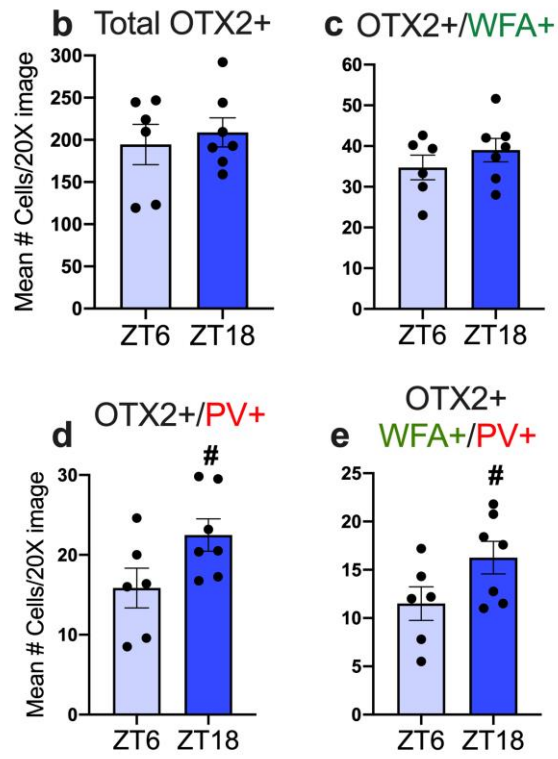 b Total OTX2+
Mean # Cells/20X image
300
250
200
150
100
50
0
ZT6 ZT18
c OTX2+/WFA+
60
50
40
30
20
10
0
ZT6 ZT18
d OTX2+/PV+
#
Mean # Cells/20X image
30
20
10
0
ZT6 ZT18
OTX2+
e WFA+/PV+
#
25
20
15
10
5
0
ZT6 ZT18